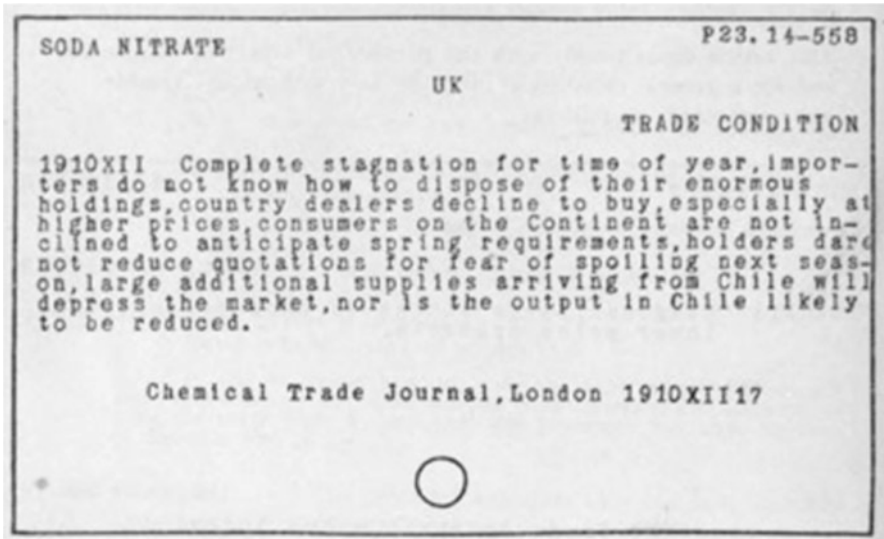 P23.14-558
SODA NITRATE
UK
TRADE CONDITION
1910XII Complete stagnation for time of year,impor-
ters do not know how to dispose of their enormous
holdings,country dealers decline to buy,especially at
higher prices,consumers on the Continent are not in-
clined to anticipate spring requirements,holders dare
not reduce quotations for fear of spoiling next seas-
on,large additional supplies arriving from Chile will
depress the market,nor is the output in Chile likely
to be reduced.
Chemical Trade Journal,London 1910XII17